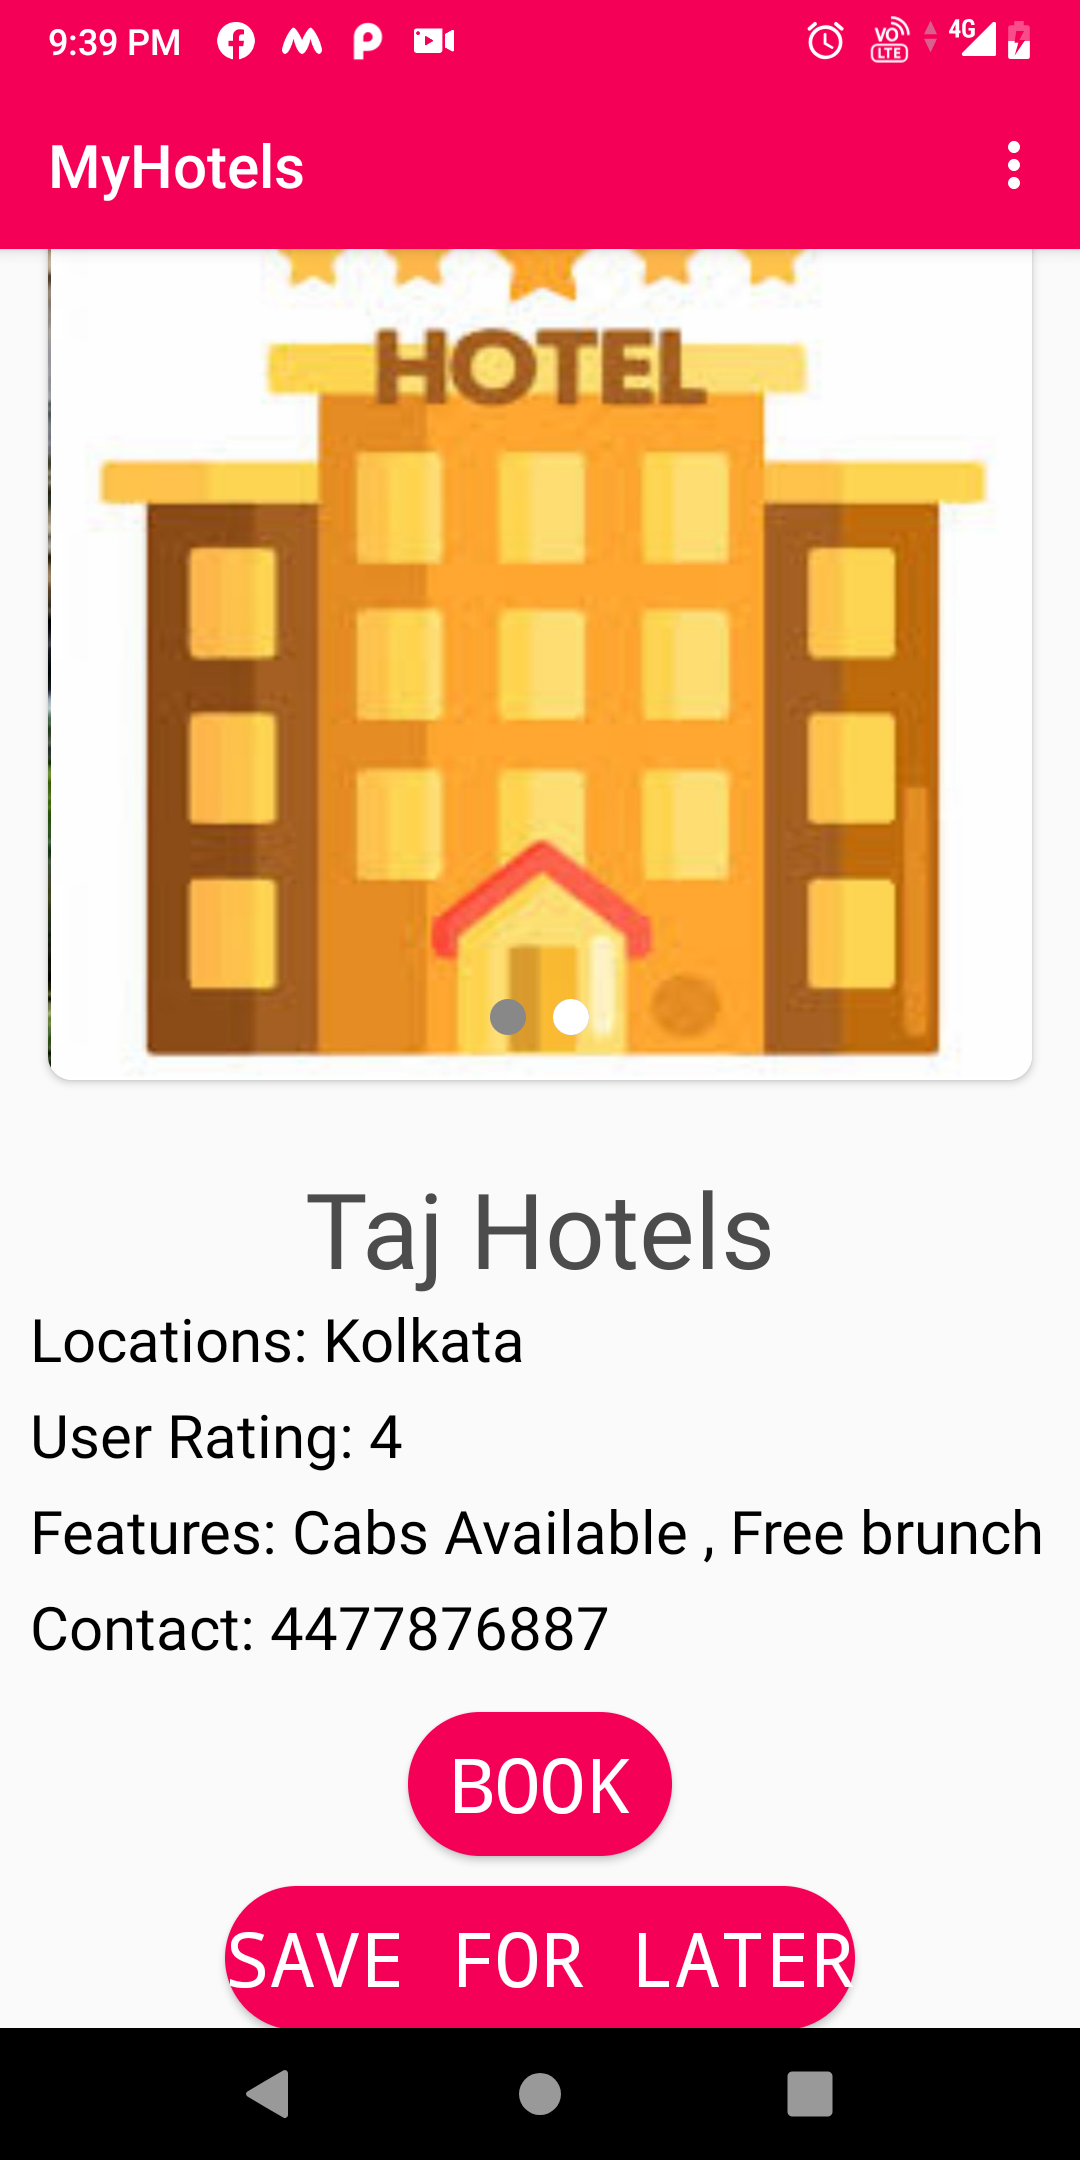 9:39 PM
VO LTE
4G
MyHotels
HOTEL
Taj Hotels
Locations: Kolkata
User Rating: 4
Features: Cabs Available , Free brunch
Contact: 4477876887
BOOK
SAVE FOR LATER